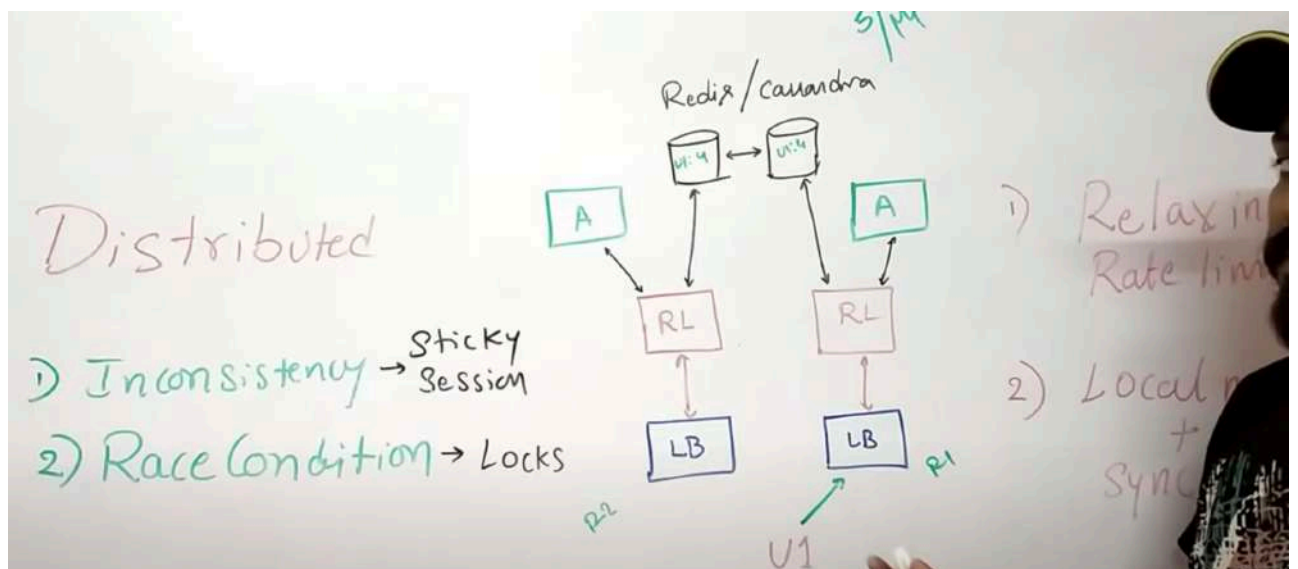 5/M
Redis/Cassandra
U1:4
U1:4
A
A
Distributed
RL
RL
1) Inconsistency → Sticky
Session
2) Race Condition → Locks
LB
LB
R2
R1
U1
1) Relax in
Rate lim
2) Local
+
Sync